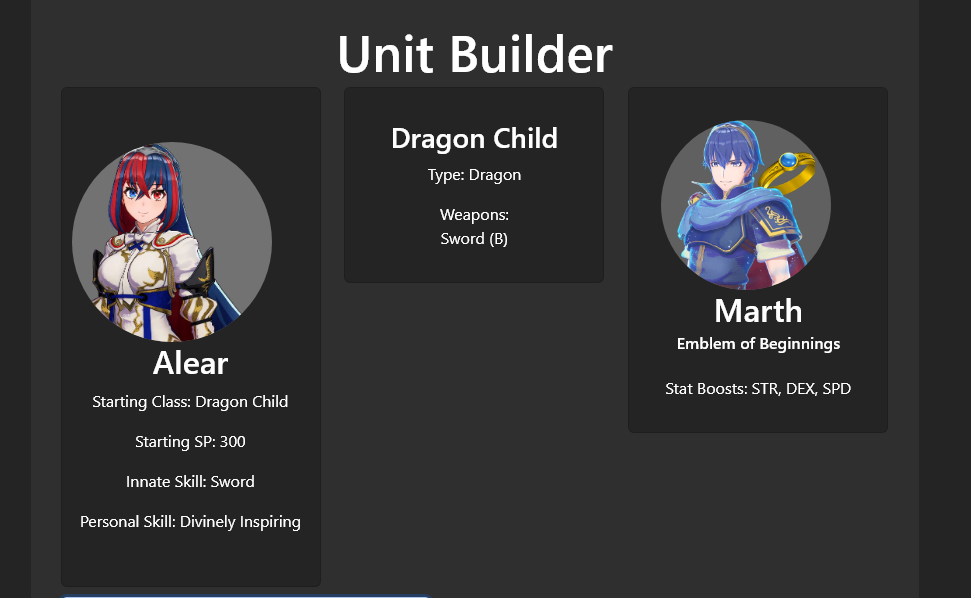 Unit Builder
Alear
Starting Class: Dragon Child
Starting SP: 300
Innate Skill: Sword
Personal Skill: Divinely Inspiring
Dragon Child
Type: Dragon
Weapons:
Sword (B)
Marth
Emblem of Beginnings
Stat Boosts: STR, DEX, SPD